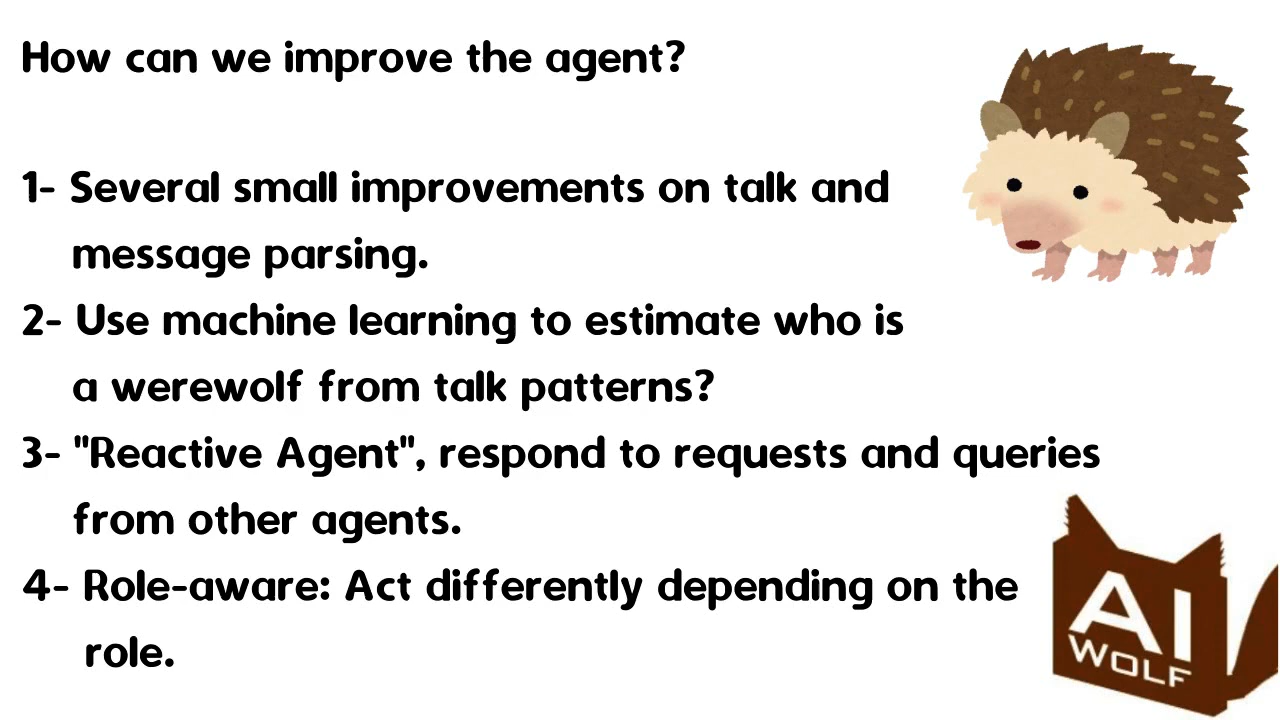 How can we improve the agent?
1- Several small improvements on talk and
message parsing.
2- Use machine learning to estimate who is
a werewolf from talk patterns?
3- "Reactive Agent", respond to requests and queries
from other agents.
4- Role-aware: Act differently depending on the
role.
AI
WOLF